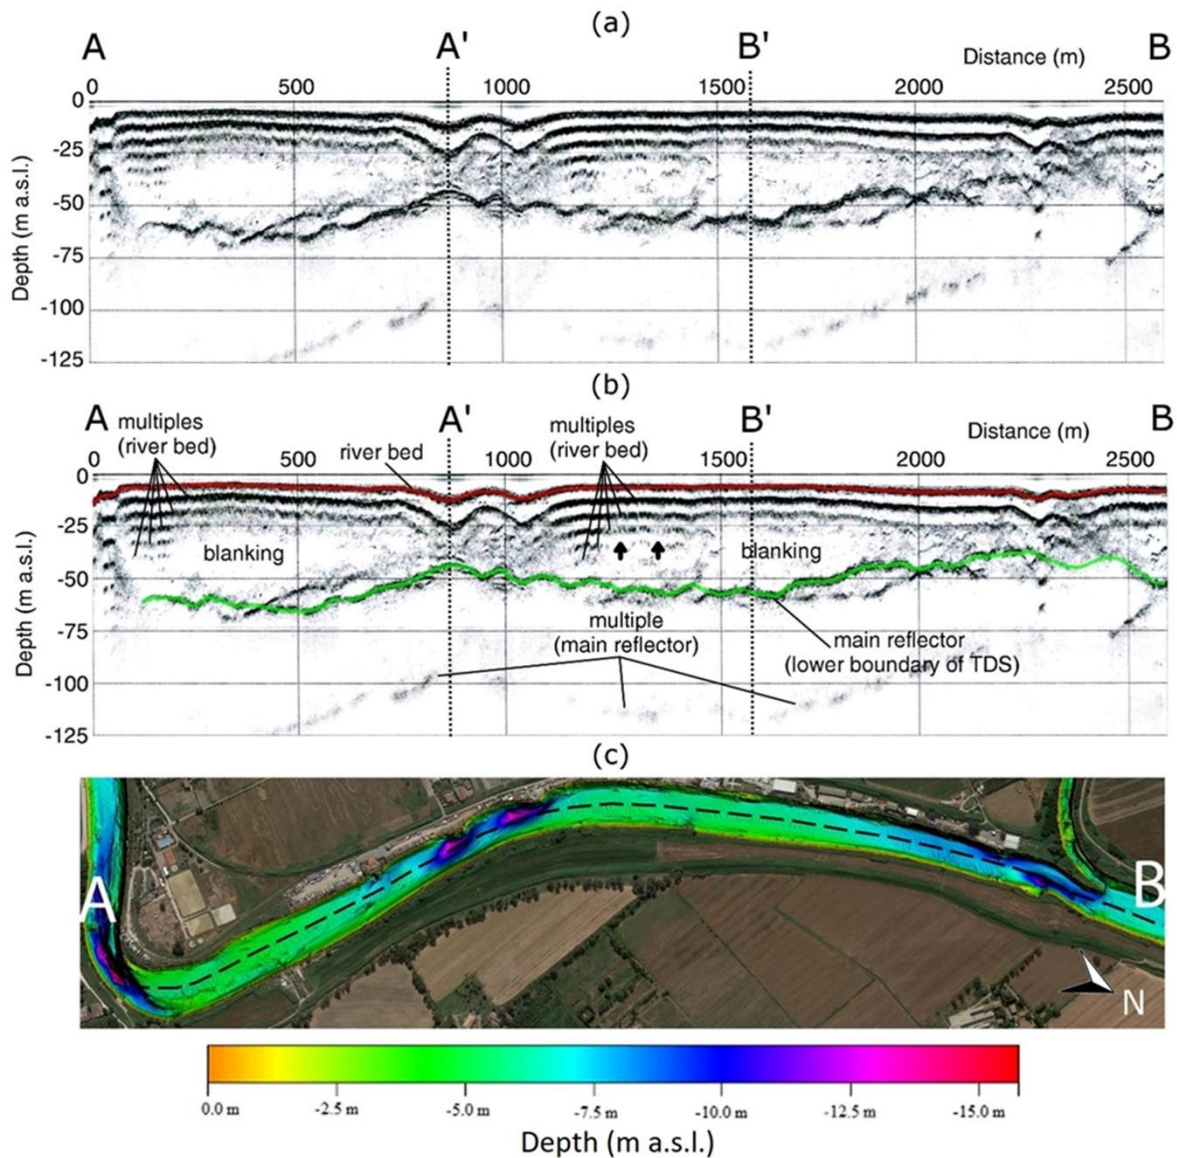 (a)
A A' B' B
Distance (m)
0 500 1000 1500 2000 2500
0
-25
-50
-75
-100
-125
Depth (m a.s.l.)
(b)
A A' B' B
multiples
(river bed)
river bed
multiples
(river bed)
Distance (m)
0 500 1000 1500 2000 2500
0
-25
-50
-75
-100
-125
Depth (m a.s.l.)
blanking
blanking
multiple
(main reflector)
main reflector
(lower boundary of TDS)
(c)
A
B
N
0.0 m -2.5 m -5.0 m -7.5 m -10.0 m -12.5 m -15.0 m
Depth (m a.s.l.)